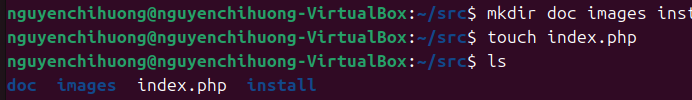 nguyenchihuong@nguyenchihuong-VirtualBox:~/src$ mkdir doc images inst
nguyenchihuong@nguyenchihuong-VirtualBox:~/src$ touch index.php
nguyenchihuong@nguyenchihuong-VirtualBox:~/src$ ls
doc  images  index.php  install